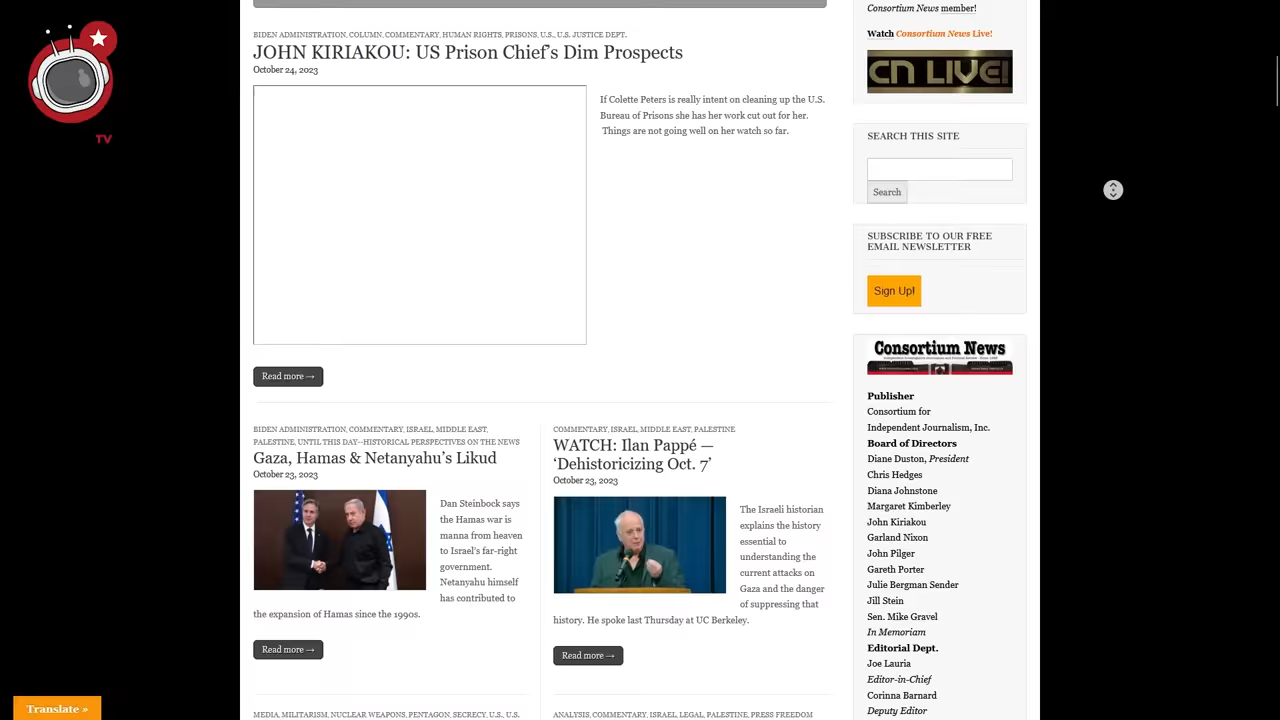 TV
BIDEN ADMINISTRATION, COLUMN, COMMENTARY, HUMAN RIGHTS, PRISONS, U.S., U.S. JUSTICE DEPT.
JOHN KIRIAKOU: US Prison Chief's Dim Prospects
October 24, 2023
If Colette Peters is really intent on cleaning up the U.S.
Bureau of Prisons she has her work cut out for her.
Things are not going well on her watch so far.
Read more →
BIDEN ADMINISTRATION, COMMENTARY, ISRAEL, MIDDLE EAST,
PALESTINE, UNTIL THIS DAY--HISTORICAL PERSPECTIVES ON THE NEWS
Gaza, Hamas & Netanyahu's Likud
October 23, 2023
Dan Steinbock says
the Hamas war is
manna from heaven
to Israel's far-right
government.
Netanyahu himself
has contributed to
the expansion of Hamas since the 1990s.
Read more →
COMMENTARY, ISRAEL, MIDDLE EAST, PALESTINE
WATCH: Ilan Pappé —
'Dehistoricizing Oct. 7'
October 23, 2023
The Israeli historian
explains the history
essential to
understanding the
current attacks on
Gaza and the danger
of suppressing that
history. He spoke last Thursday at UC Berkeley.
Read more →
MEDIA, MILITARISM, NUCLEAR WEAPONS, PENTAGON, SECRECY, U.S., U.S.
ANALYSIS, COMMENTARY, ISRAEL, LEGAL, PALESTINE, PRESS FREEDOM
Consortium News member!
Watch Consortium News Live!
CN LIVE!
SEARCH THIS SITE
Search
SUBSCRIBE TO OUR FREE
EMAIL NEWSLETTER
Sign Up!
Consortium News
Publisher
Consortium for
Independent Journalism, Inc.
Board of Directors
Diane Duston, President
Chris Hedges
Diana Johnstone
Margaret Kimberley
John Kiriakou
Garland Nixon
John Pilger
Gareth Porter
Julie Bergman Sender
Jill Stein
Sen. Mike Gravel
In Memoriam
Editorial Dept.
Joe Lauria
Editor-in-Chief
Corinna Barnard
Deputy Editor
Translate »